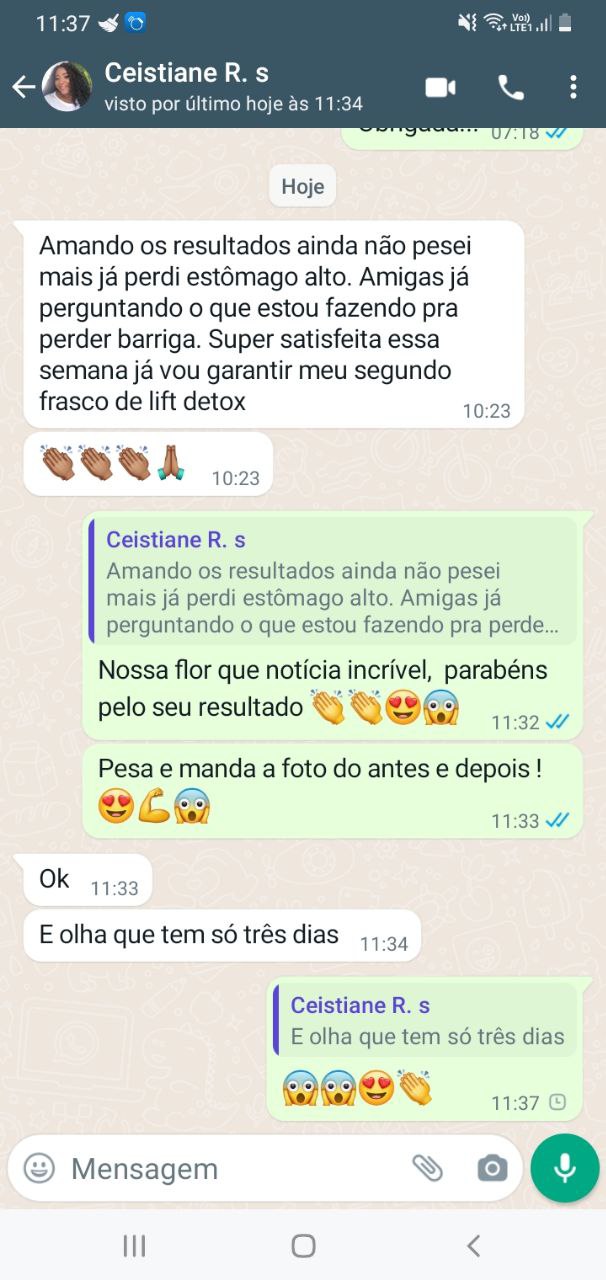 11:37
Vo)) LTE1
Ceistiane R. s
visto por último hoje às 11:34
Obrigada... 07:18
Hoje
Amando os resultados ainda não pesei
mais já perdi estômago alto. Amigas já
perguntando o que estou fazendo pra
perder barriga. Super satisfeita essa
semana já vou garantir meu segundo
frasco de lift detox
10:23
👏🏾👏🏾👏🏾🙏🏾 10:23
Ceistiane R. s
Amando os resultados ainda não pesei
mais já perdi estômago alto. Amigas já
perguntando o que estou fazendo pra perde...
Nossa flor que notícia incrível, parabéns
pelo seu resultado 👏👏😍😱 11:32
Pesa e manda a foto do antes e depois !
😍💪😱 11:33
Ok 11:33
E olha que tem só três dias 11:34
Ceistiane R. s
E olha que tem só três dias
😱😱😍👏 11:37
Mensagem